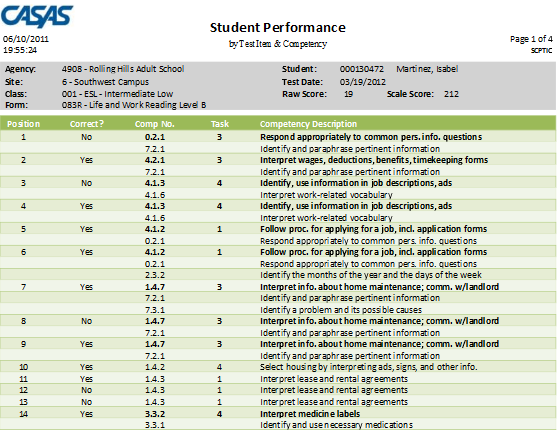 CASAS
Student Performance
06/10/2011 by Test Item & Competency Page 1 of 4
19:55:24 SCPTIC
Agency: 4908 - Rolling Hills Adult School Student: 000130472 Martinez, Isabel
Site: 6 - Southwest Campus Test Date: 03/19/2012
Class: 001 - ESL - Intermediate Low Raw Score: 19 Scale Score: 212
Form: 083R - Life and Work Reading Level B
Position Correct? Comp No. Task Competency Description
1 No 0.2.1 3 Respond appropriately to common pers. info. questions
7.2.1 Identify and paraphrase pertinent information
2 Yes 4.2.1 3 Interpret wages, deductions, benefits, timekeeping forms
7.2.1 Identify and paraphrase pertinent information
3 No 4.1.3 4 Identify, use information in job descriptions, ads
4.1.6 Interpret work-related vocabulary
4 Yes 4.1.3 4 Identify, use information in job descriptions, ads
4.1.6 Interpret work-related vocabulary
5 Yes 4.1.2 1 Follow proc. for applying for a job, incl. application forms
0.2.1 Respond appropriately to common pers. info. questions
6 Yes 4.1.2 1 Follow proc. for applying for a job, incl. application forms
0.2.1 Respond appropriately to common pers. info. questions
2.3.2 Identify the months of the year and the days of the week
7 Yes 1.4.7 3 Interpret info. about home maintenance; comm. w/landlord
7.2.1 Identify and paraphrase pertinent information
7.3.1 Identify a problem and its possible causes
8 No 1.4.7 3 Interpret info. about home maintenance; comm. w/landlord
7.2.1 Identify and paraphrase pertinent information
9 Yes 1.4.7 3 Interpret info. about home maintenance; comm. w/landlord
7.2.1 Identify and paraphrase pertinent information
10 Yes 1.4.2 4 Select housing by interpreting ads, signs, and other info.
11 Yes 1.4.3 1 Interpret lease and rental agreements
12 No 1.4.3 1 Interpret lease and rental agreements
13 No 1.4.3 1 Interpret lease and rental agreements
14 Yes 3.3.2 4 Interpret medicine labels
3.3.1 Identify and use necessary medications